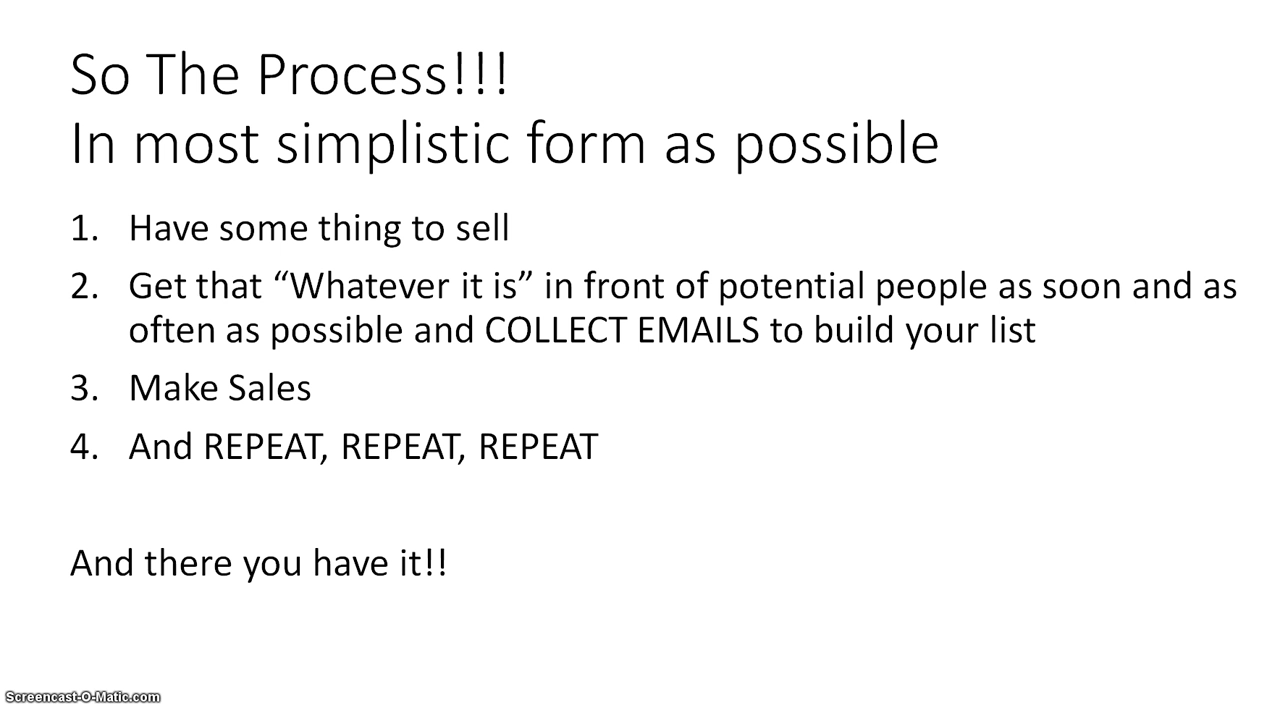 So The Process!!!
In most simplistic form as possible
1. Have some thing to sell
2. Get that “Whatever it is” in front of potential people as soon and as
often as possible and COLLECT EMAILS to build your list
3. Make Sales
4. And REPEAT, REPEAT, REPEAT
And there you have it!!
Screencast-O-Matic.com